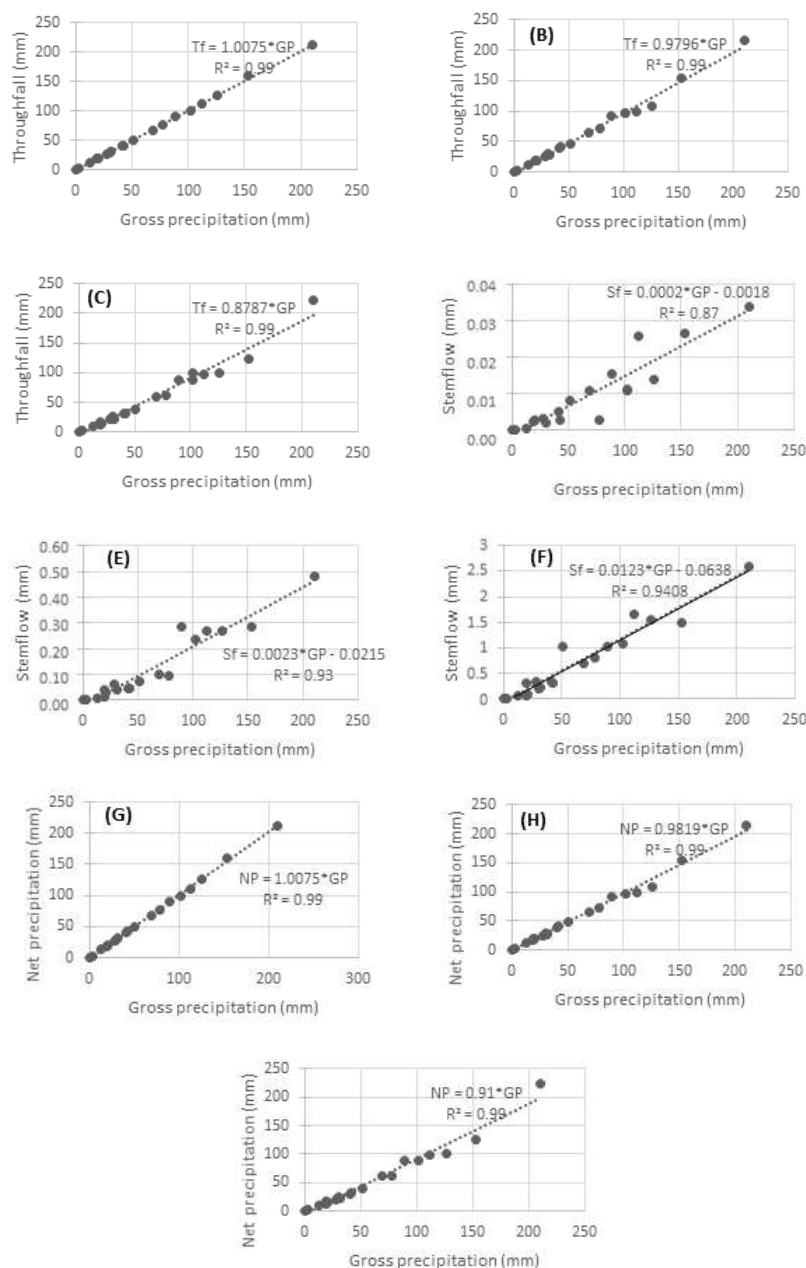 250
200
150
100
50
0
Throughfall (mm)
Tf = 1.0075*GP
R² = 0.99
0 50 100 150 200 250
Gross precipitation (mm)
(B)
250
200
150
100
50
0
Throughfall (mm)
Tf = 0.9796*GP
R² = 0.99
0 50 100 150 200 250
Gross precipitation (mm)
(C)
250
200
150
100
50
0
Throughfall (mm)
Tf = 0.8787*GP
R² = 0.99
0 50 100 150 200 250
Gross precipitation (mm)
0.04
0.03
0.02
0.01
0.00
Stemflow (mm)
Sf = 0.0002*GP - 0.0018
R² = 0.87
0 50 100 150 200 250
Gross precipitation (mm)
(E)
0.60
0.50
0.40
0.30
0.20
0.10
0.00
Stemflow (mm)
Sf = 0.0023*GP - 0.0215
R² = 0.93
0 50 100 150 200 250
Gross precipitation (mm)
(F)
3
2.5
2
1.5
1
0.5
0
Stemflow (mm)
Sf = 0.0123*GP - 0.0638
R² = 0.9408
0 50 100 150 200 250
Gross precipitation (mm)
(G)
250
200
150
100
50
0
Net precipitation (mm)
NP = 1.0075*GP
R² = 0.99
0 100 200 300
Gross precipitation (mm)
(H)
250
200
150
100
50
0
Net precipitation (mm)
NP = 0.9819*GP
R² = 0.99
0 50 100 150 200 250
Gross precipitation (mm)
250
200
150
100
50
0
Net precipitation (mm)
NP = 0.91*GP
R² = 0.99
0 50 100 150 200 250
Gross precipitation (mm)